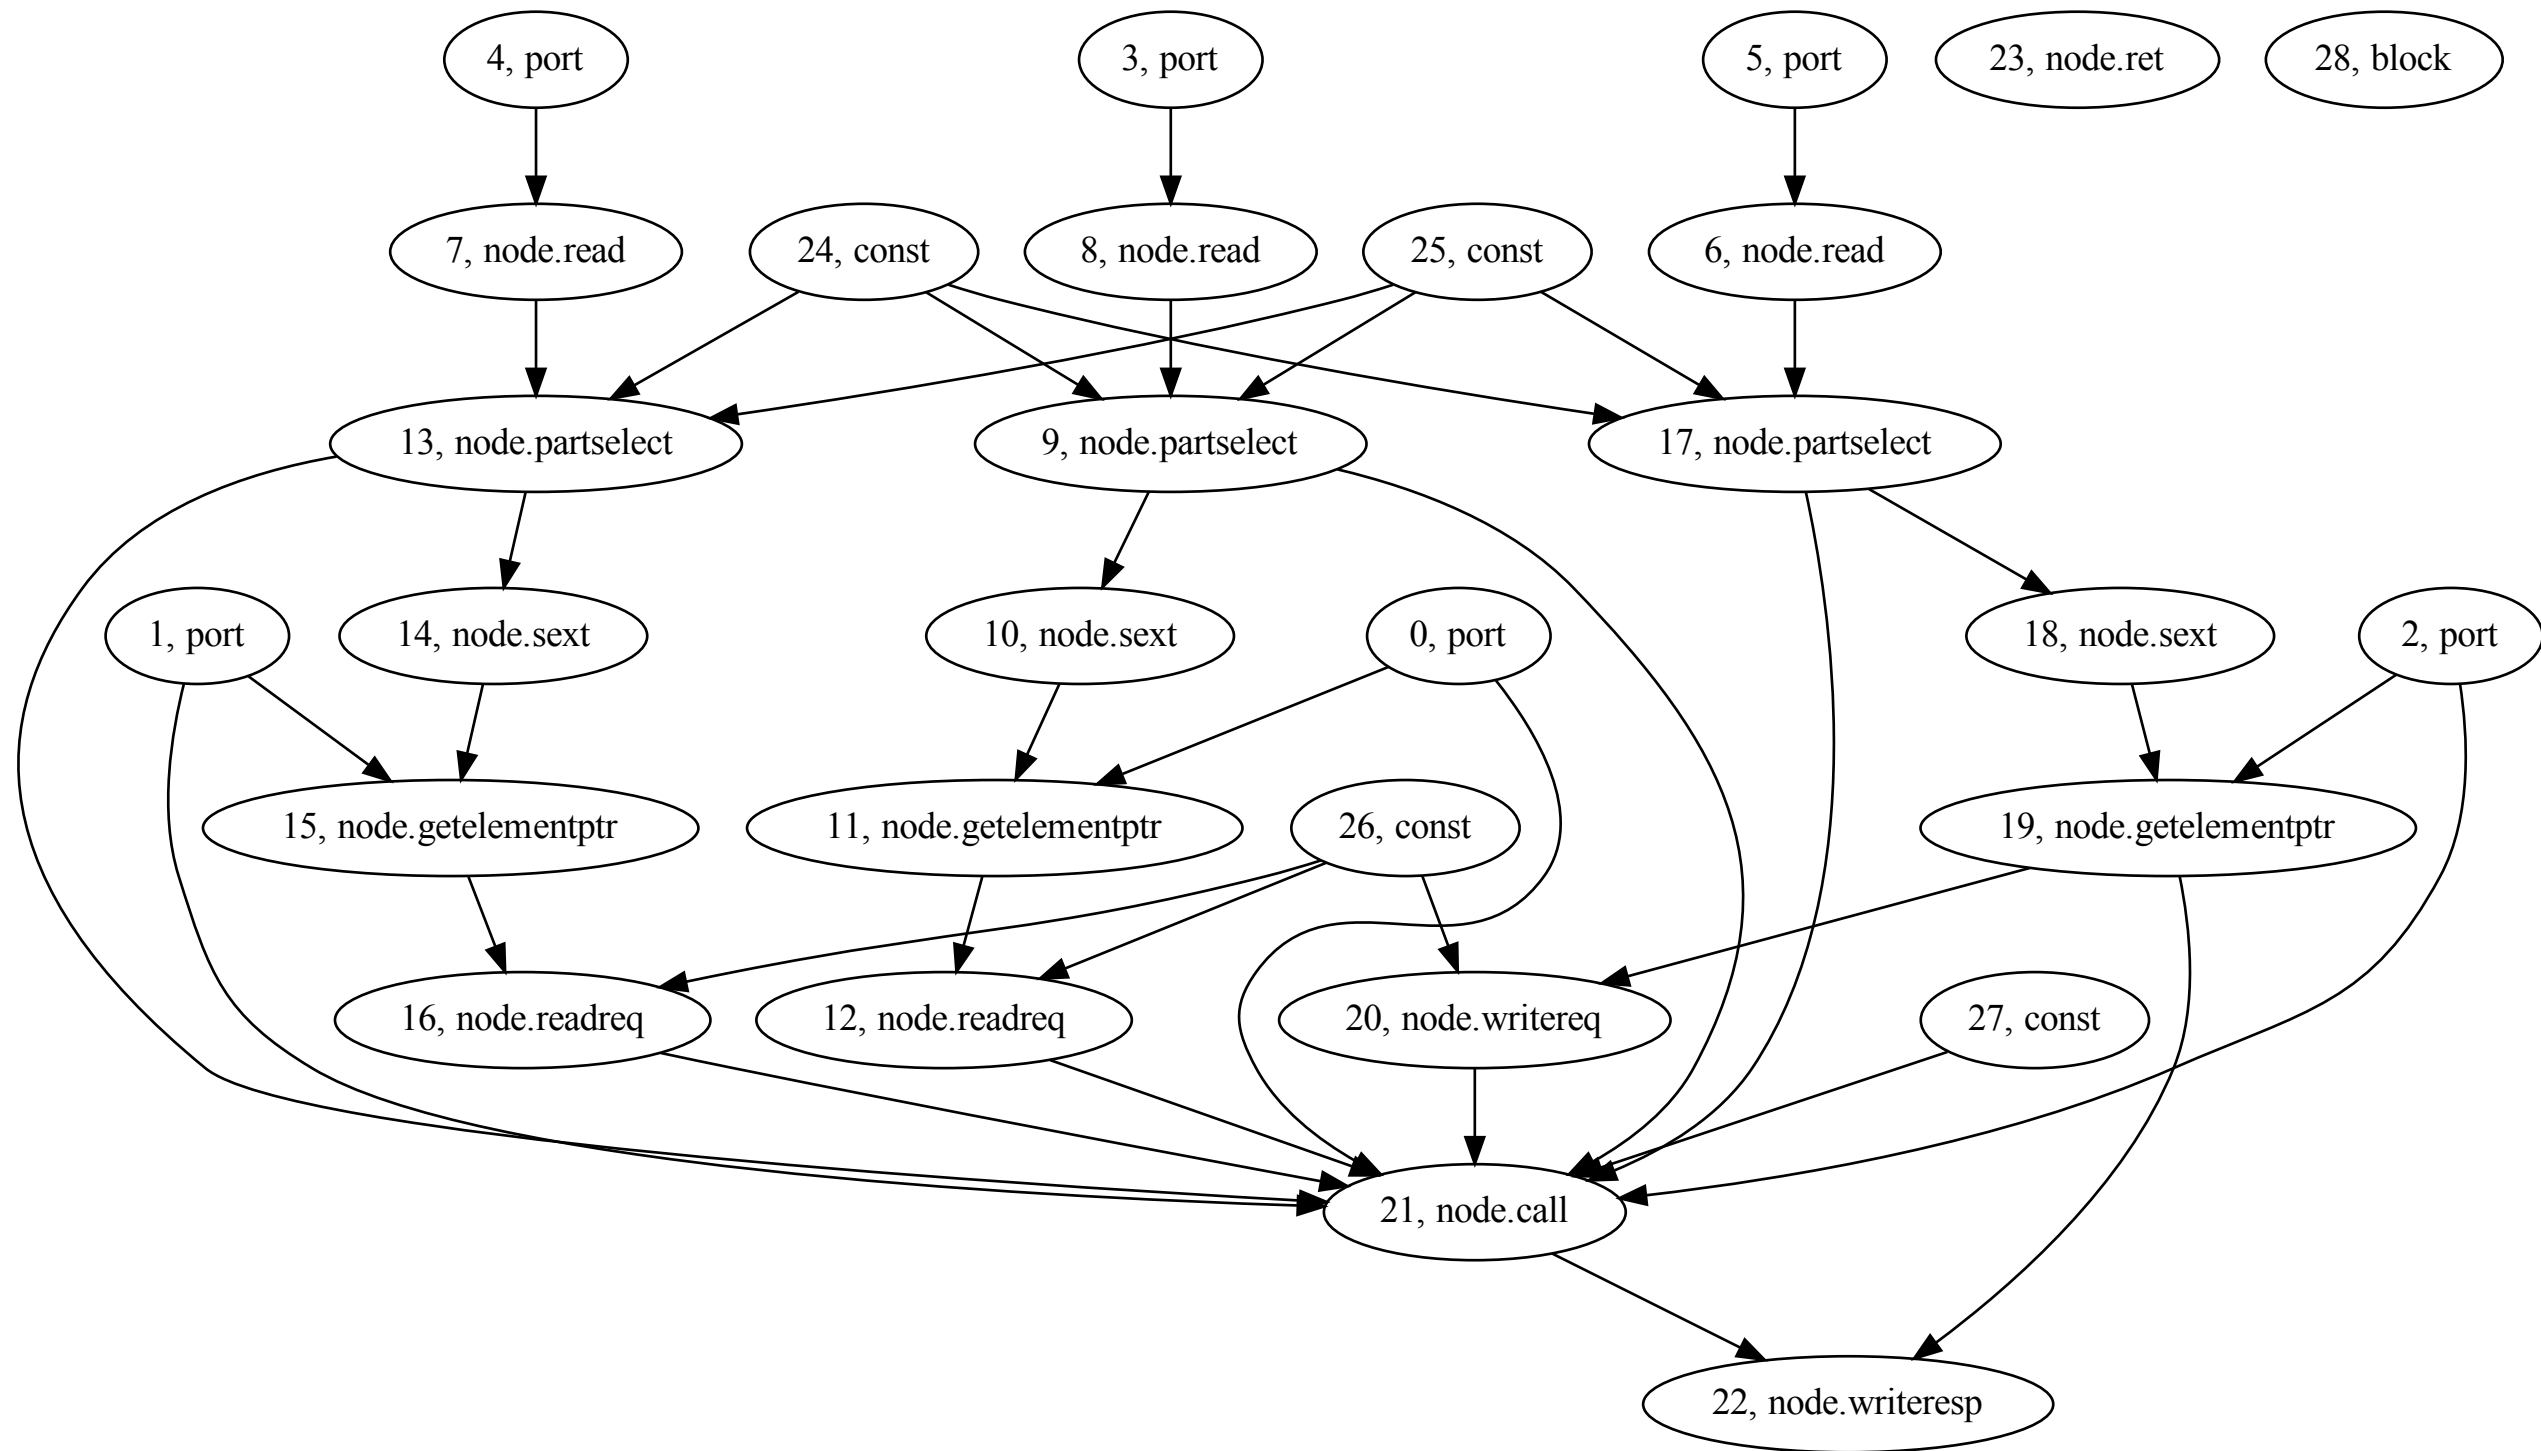 4, port
3, port
5, port
23, node.ret
28, block
7, node.read
24, const
8, node.read
25, const
6, node.read
13, node.partselect
9, node.partselect
17, node.partselect
1, port
14, node.sext
10, node.sext
0, port
18, node.sext
2, port
15, node.getelementptr
11, node.getelementptr
26, const
19, node.getelementptr
16, node.readreq
12, node.readreq
20, node.writereq
27, const
21, node.call
22, node.writeresp